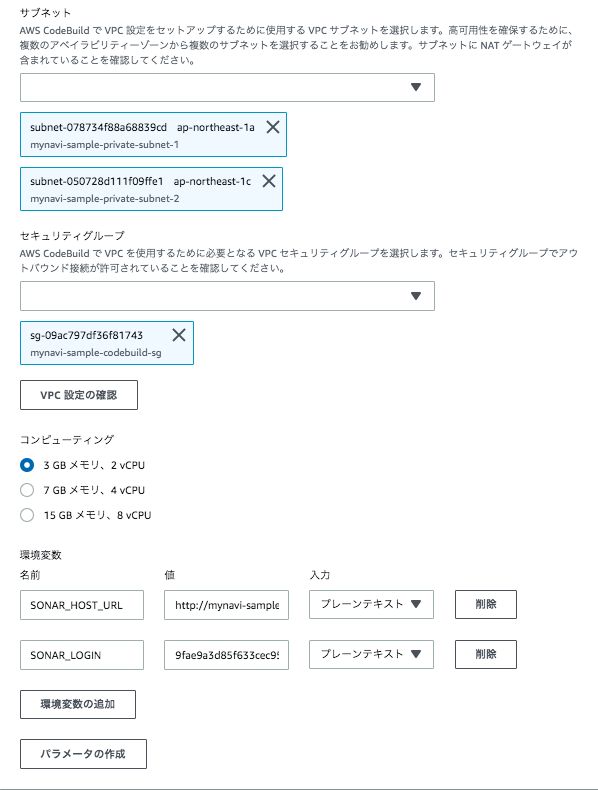 サブネット
AWS CodeBuild で VPC 設定をセットアップするために使用する VPC サブネットを選択します。高可用性を確保するために、
複数のアベイラビリティーゾーンから複数のサブネットを選択することをお勧めします。サブネットに NAT ゲートウェイが
含まれていることを確認してください。
subnet-078734f88a68839cd ap-northeast-1a
mynavi-sample-private-subnet-1
subnet-050728d111f09ffe1 ap-northeast-1c
mynavi-sample-private-subnet-2
セキュリティグループ
AWS CodeBuild で VPC を使用するために必要となる VPC セキュリティグループを選択します。セキュリティグループでアウ
トバウンド接続が許可されていることを確認してください。
sg-09ac797df36f81743
mynavi-sample-codebuild-sg
VPC 設定の確認
コンピューティング
3 GB メモリ、2 vCPU
7 GB メモリ、4 vCPU
15 GB メモリ、8 vCPU
環境変数
名前 値 入力
SONAR_HOST_URL http://mynavi-sample プレーンテキスト 削除
SONAR_LOGIN 9fae9a3d85f633cec95 プレーンテキスト 削除
環境変数の追加
パラメータの作成